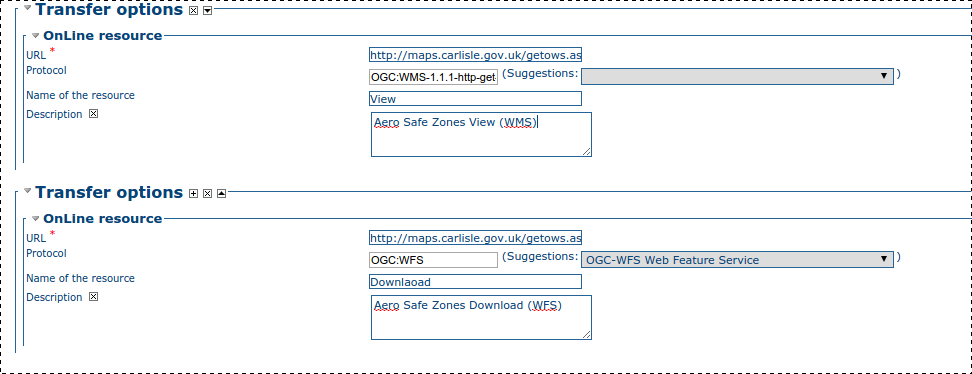 Transfer options
OnLine resource
URL *
http://maps.carlisle.gov.uk/getows.as
Protocol
OGC:WMS-1.1.1-http-get- (Suggestions: )
Name of the resource
View
Description
Aero Safe Zones View (WMS)
Transfer options
OnLine resource
URL *
http://maps.carlisle.gov.uk/getows.as
Protocol
OGC:WFS (Suggestions: OGC-WFS Web Feature Service )
Name of the resource
Downlaoad
Description
Aero Safe Zones Download (WFS)